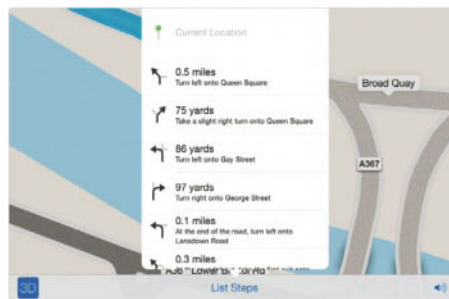 Current Location
0.5 miles
Turn left onto Queen Square
75 yards
Take a slight right turn onto Queen Square
86 yards
Turn left onto Gay Street
97 yards
Turn right onto George Street
0.1 miles
At the end of the road, turn left onto
Lansdown Road
0.3 miles
Broad Quay
A367
3D
List Steps